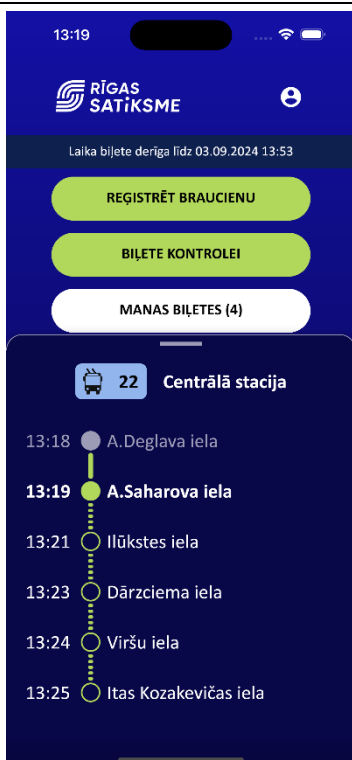 13:19
RĪGAS
SATIKSME
Laika biļete derīga līdz 03.09.2024 13:53
REĢISTRĒT BRAUCIENU
BIĻETE KONTROLEI
MANAS BIĻETES (4)
22 Centrālā stacija
13:18 A.Deglava iela
13:19 A.Saharova iela
13:21 Ilūkstes iela
13:23 Dārzciema iela
13:24 Viršu iela
13:25 Itas Kozakevičas iela